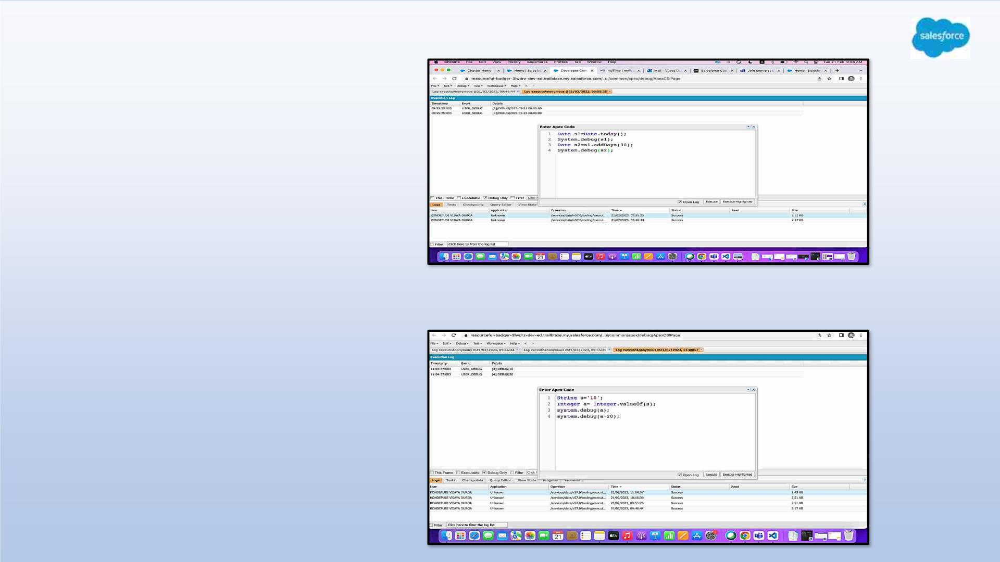 salesforce
Chrome File Edit View History Bookmarks Profiles Tab Window Help Tue 21 Feb 9:56 AM
Chatter Home Home | Salesfo Developer Con myTime | myW Mail - Vijaya D Salesforce Cap Join conversati Home | Salesfo
resourceful-badger-3lwdrz-dev-ed.trailblaze.my.salesforce.com/_ui/common/apex/debug/ApexCSIPage
File Edit Debug Test Workspace Help < >
Log executeAnonymous @21/02/2023, 09:46:44 Log executeAnonymous @21/02/2023, 09:55:25
Execution Log
Timestamp Event Details
09:55:25:003 USER_DEBUG [2]|DEBUG|2023-02-21 00:00:00
09:55:25:003 USER_DEBUG [4]|DEBUG|2023-03-23 00:00:00
Enter Apex Code
1 Date s1=Date.today();
2 System.debug(s1);
3 Date s2=s1.addDays(30);
4 System.debug(s2);
This Frame Executable Debug Only Filter Click
Open Log Execute Execute Highlighted
Logs Tests Checkpoints Query Editor View State
User Application Operation Time Status Read Size
KONDEPUDI VIJAYA DURGA Unknown /services/data/v57.0/tooling/execut... 21/02/2023, 09:55:25 Success 2.51 KB
KONDEPUDI VIJAYA DURGA Unknown /services/data/v57.0/tooling/execut... 21/02/2023, 09:46:44 Success 2.17 KB
Filter Click here to filter the log list
21 tv
resourceful-badger-3lwdrz-dev-ed.trailblaze.my.salesforce.com/_ui/common/apex/debug/ApexCSIPage
File Edit Debug Test Workspace Help < >
Log executeAnonymous @21/02/2023, 09:46:44 Log executeAnonymous @21/02/2023, 09:55:25 Log executeAnonymous @21/02/2023, 11:04:57
Execution Log
Timestamp Event Details
11:04:57:003 USER_DEBUG [3]|DEBUG|10
11:04:57:003 USER_DEBUG [4]|DEBUG|30
Enter Apex Code
1 String s='10';
2 Integer a= Integer.valueOf(s);
3 system.debug(a);
4 system.debug(a+20);
This Frame Executable Debug Only Filter Click
Open Log Execute Execute Highlighted
Logs Tests Checkpoints Query Editor View State Progress Problems
User Application Operation Time Status Read Size
KONDEPUDI VIJAYA DURGA Unknown /services/data/v57.0/tooling/execut... 21/02/2023, 11:04:57 Success 2.43 KB
KONDEPUDI VIJAYA DURGA Unknown /services/data/v57.0/tooling/execut... 21/02/2023, 10:16:30 Success 2.51 KB
KONDEPUDI VIJAYA DURGA Unknown /services/data/v57.0/tooling/execut... 21/02/2023, 09:55:25 Success 2.51 KB
KONDEPUDI VIJAYA DURGA Unknown /services/data/v57.0/tooling/execut... 21/02/2023, 09:46:44 Success 2.17 KB
Filter Click here to filter the log list
21 tv